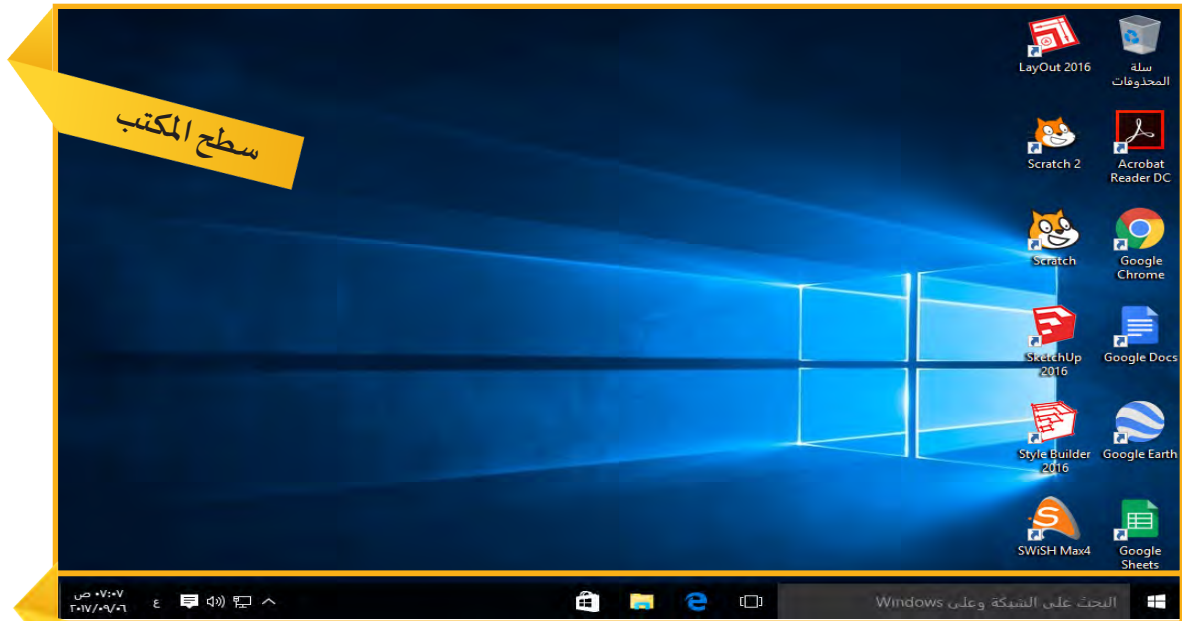 سطح المكتب
سلة
المحذوفات
LayOut 2016
Acrobat
Reader DC
Scratch 2
Google
Chrome
Scratch
Google Docs
SketchUp
2016
Google Earth
Style Builder
2016
Google
Sheets
SWiSH Max4
البحث على الشبكة وعلى Windows
ع
٠٧:٠٧ ص
٢٠١٧/٠٩/٠٦